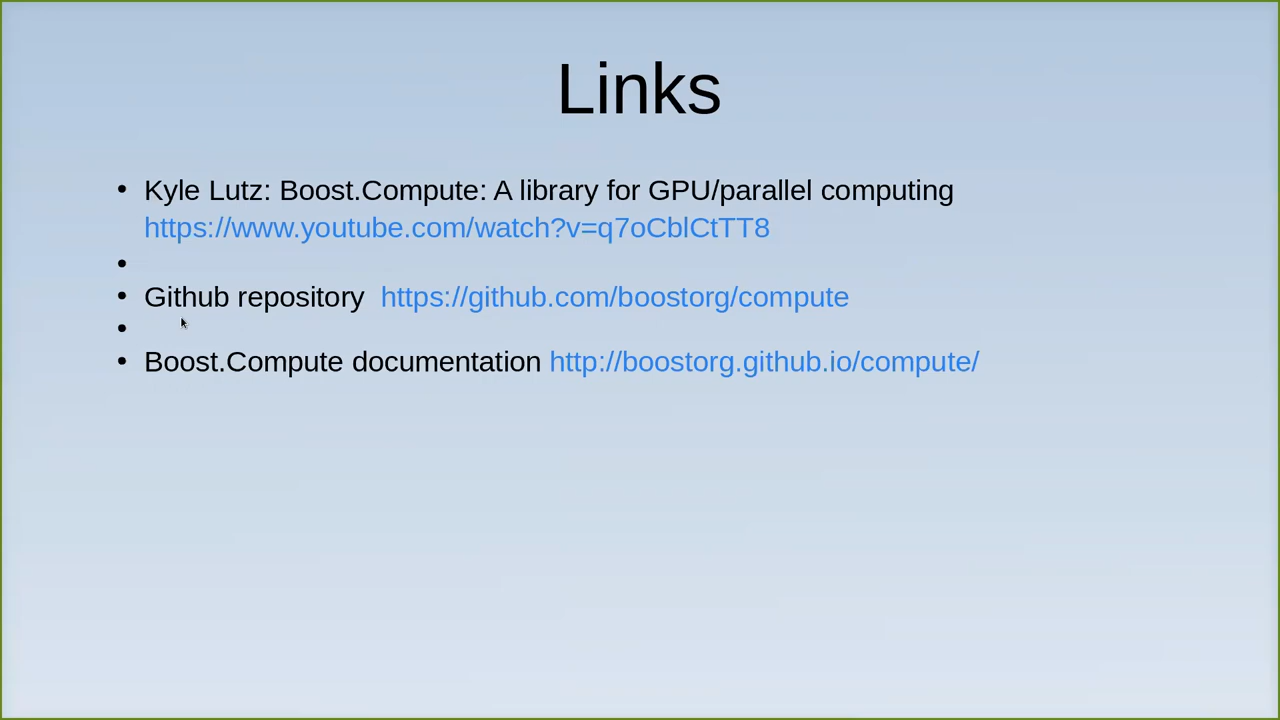 Links
• Kyle Lutz: Boost.Compute: A library for GPU/parallel computing
https://www.youtube.com/watch?v=q7oCblCtTT8
•
• Github repository  https://github.com/boostorg/compute
•
• Boost.Compute documentation http://boostorg.github.io/compute/